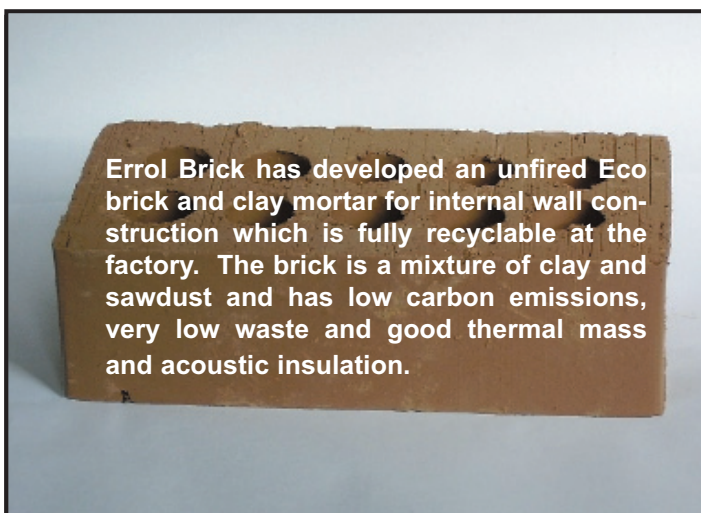 Errol Brick has developed an unfired Eco
brick and clay mortar for internal wall con-
struction which is fully recyclable at the
factory. The brick is a mixture of clay and
sawdust and has low carbon emissions,
very low waste and good thermal mass
and acoustic insulation.